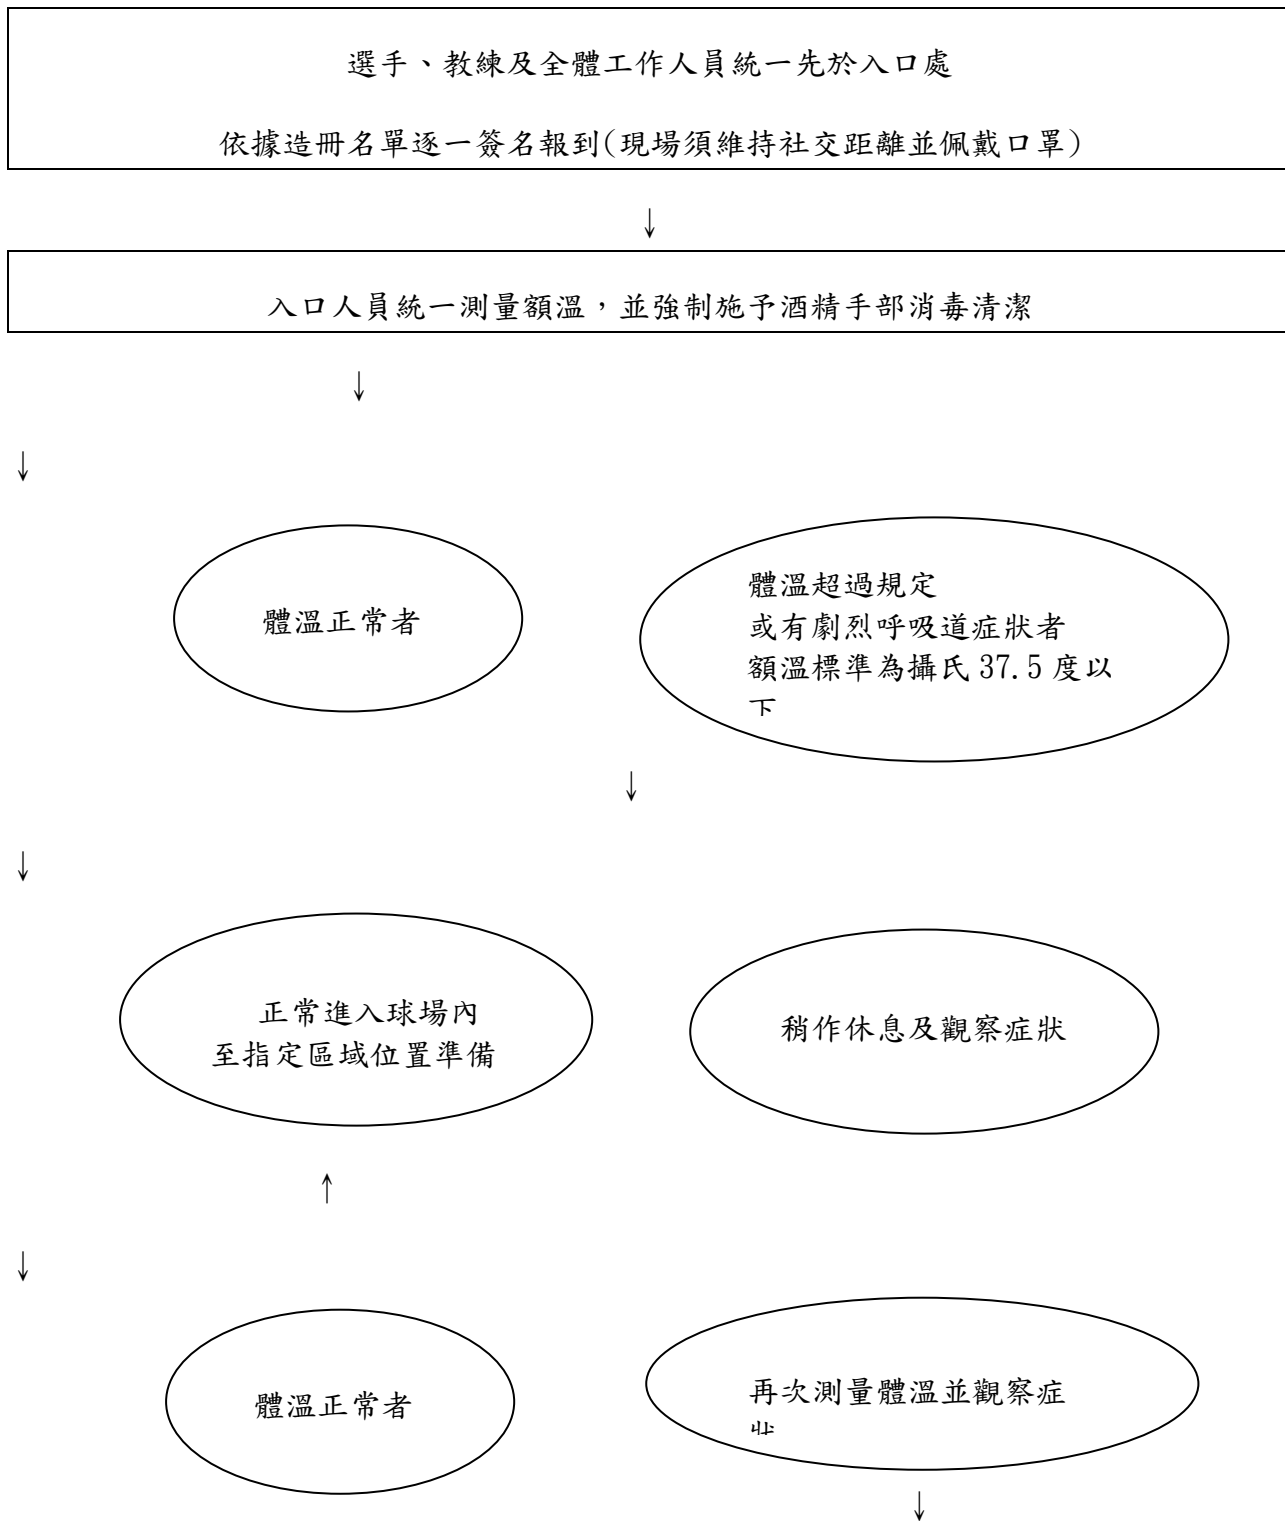 選手、教練及全體工作人員統一先於入口處
依據造冊名單逐一簽名報到(現場須維持社交距離並佩戴口罩)
↓
入口人員統一測量額溫，並強制施予酒精手部消毒清潔
↓
↓
體溫正常者
體溫超過規定
或有劇烈呼吸道症狀者
額溫標準為攝氏 37.5 度以
下
↓
↓
正常進入球場內
至指定區域位置準備
稍作休息及觀察症狀
↑
↓
體溫正常者
再次測量體溫並觀察症
↓